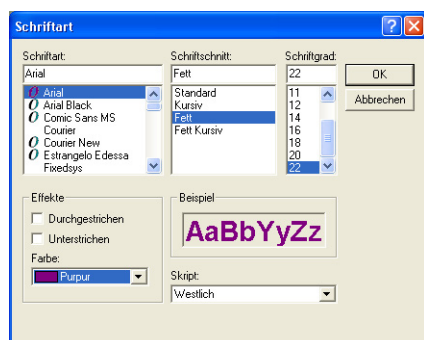 Schriftart
Schriftart:
Arial
Arial
Arial Black
Comic Sans MS
Courier
Courier New
Estrangelo Edessa
Fixedsys
Schriftschnitt:
Fett
Standard
Kursiv
Fett
Fett Kursiv
Schriftgrad:
22
11
12
14
16
18
20
22
OK
Abbrechen
Effekte
Durchgestrichen
Unterstrichen
Farbe:
Purpur
Beispiel
AaBbYyZz
Skript:
Westlich